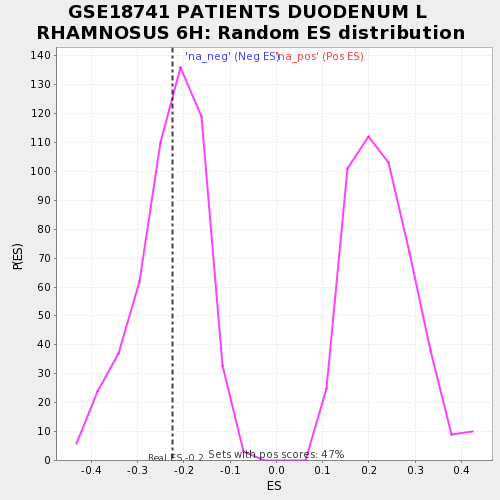 GSE18741 PATIENTS DUODENUM L
RHAMNOSUS 6H: Random ES distribution
'na_neg' (Neg ES) 'na_pos' (Pos ES)
140
130
120
110
100
90
80
70
60
50
40
30
20
10
0
P(ES)
Real ES -0.2 Sets with pos scores: 47%
-0.4 -0.3 -0.2 -0.1 0.0 0.1 0.2 0.3 0.4
ES